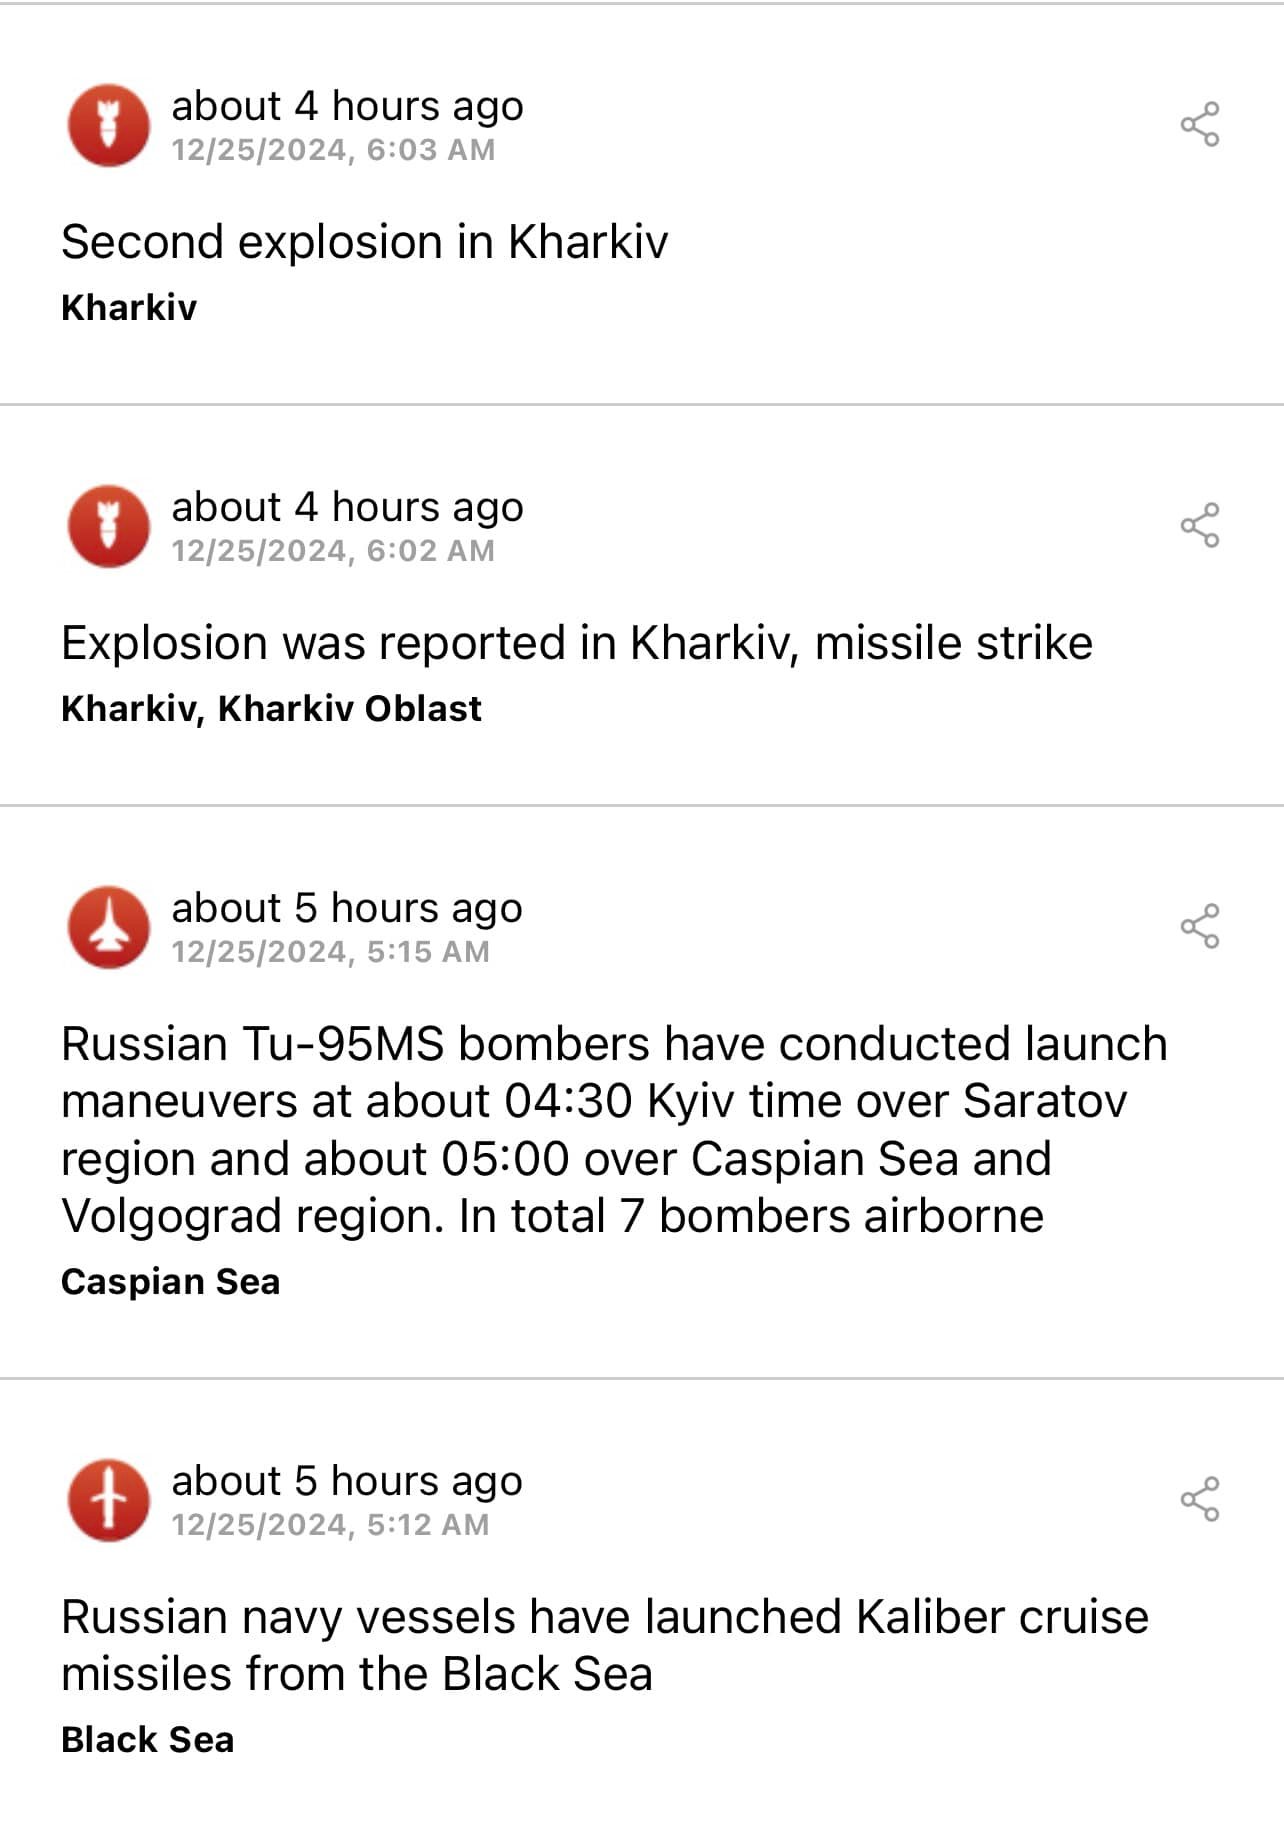 about 4 hours ago
12/25/2024, 6:03 AM
Second explosion in Kharkiv
Kharkiv
about 4 hours ago
12/25/2024, 6:02 AM
Explosion was reported in Kharkiv, missile strike
Kharkiv, Kharkiv Oblast
about 5 hours ago
12/25/2024, 5:15 AM
Russian Tu-95MS bombers have conducted launch
maneuvers at about 04:30 Kyiv time over Saratov
region and about 05:00 over Caspian Sea and
Volgograd region. In total 7 bombers airborne
Caspian Sea
about 5 hours ago
12/25/2024, 5:12 AM
Russian navy vessels have launched Kaliber cruise
missiles from the Black Sea
Black Sea